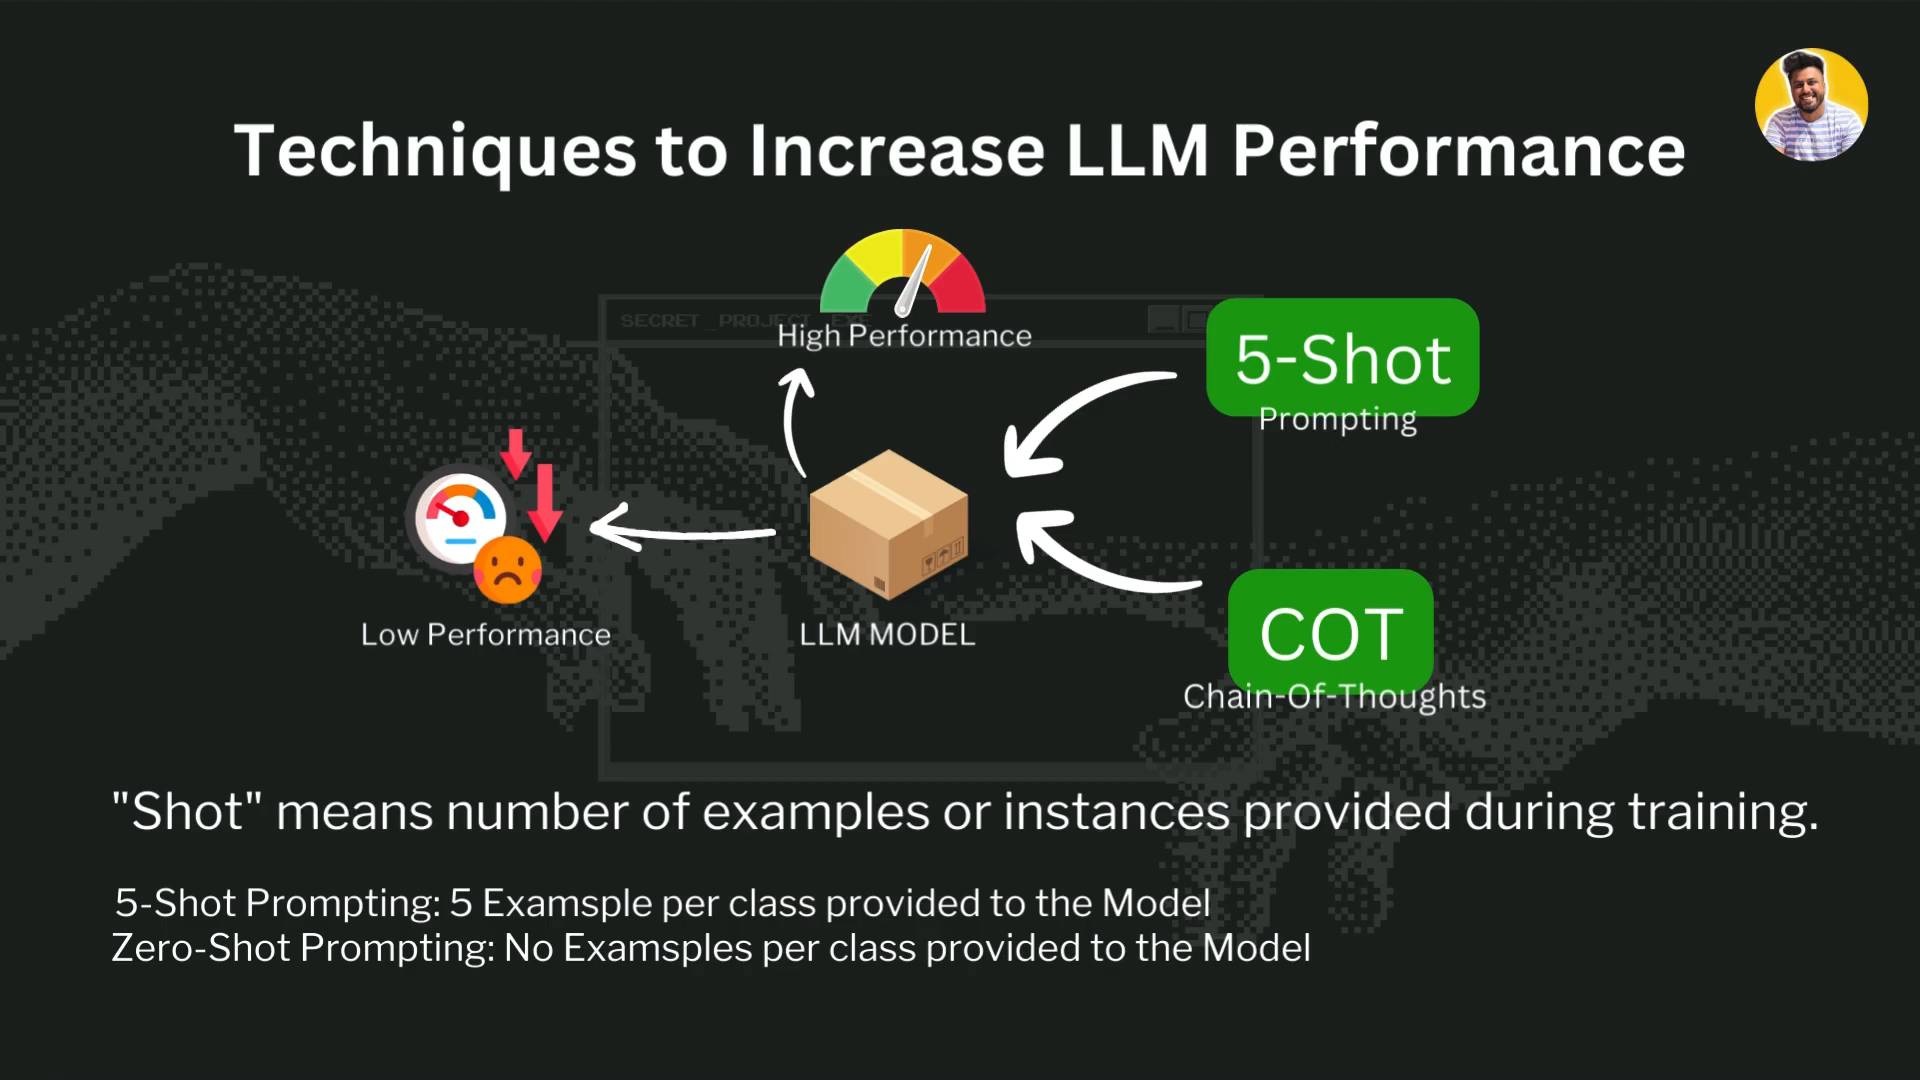 Techniques to Increase LLM Performance
SECRET_PROJECT_EXE
High Performance
5-Shot
Prompting
Low Performance
LLM MODEL
COT
Chain-Of-Thoughts
"Shot" means number of examples or instances provided during training.
5-Shot Prompting: 5 Examsple per class provided to the Model
Zero-Shot Prompting: No Examsples per class provided to the Model